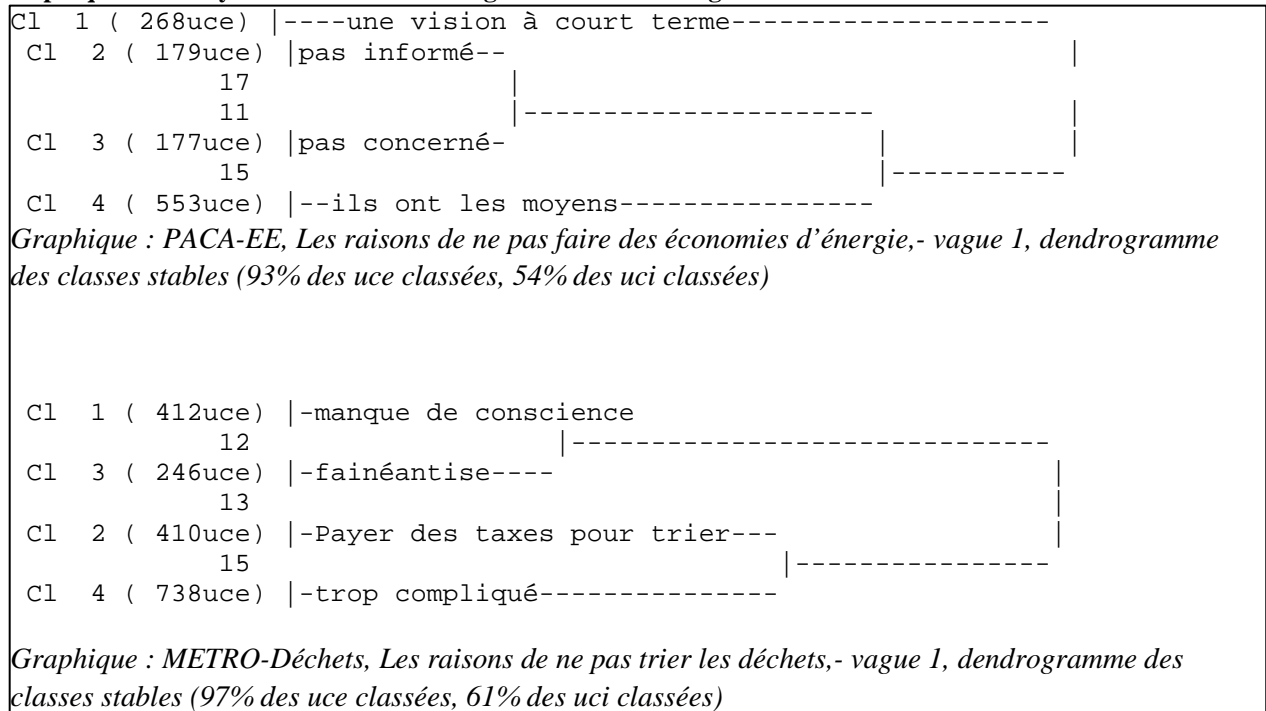 Cl 1 ( 268uce) |----une vision à court terme--------------------
Cl 2 ( 179uce) |pas informé-- |
17 |
11 |---------------------- |
Cl 3 ( 177uce) |pas concerné- | |
15 |-----------
Cl 4 ( 553uce) |--ils ont les moyens----------------
Graphique : PACA-EE, Les raisons de ne pas faire des économies d’énergie,- vague 1, dendrogramme
des classes stables (93% des uce classées, 54% des uci classées)
Cl 1 ( 412uce) |-manque de conscience
12 |------------------------------
Cl 3 ( 246uce) |-fainéantise---- |
13 |
Cl 2 ( 410uce) |-Payer des taxes pour trier--- |
15 |----------------
Cl 4 ( 738uce) |-trop compliqué---------------
Graphique : METRO-Déchets, Les raisons de ne pas trier les déchets,- vague 1, dendrogramme des
classes stables (97% des uce classées, 61% des uci classées)